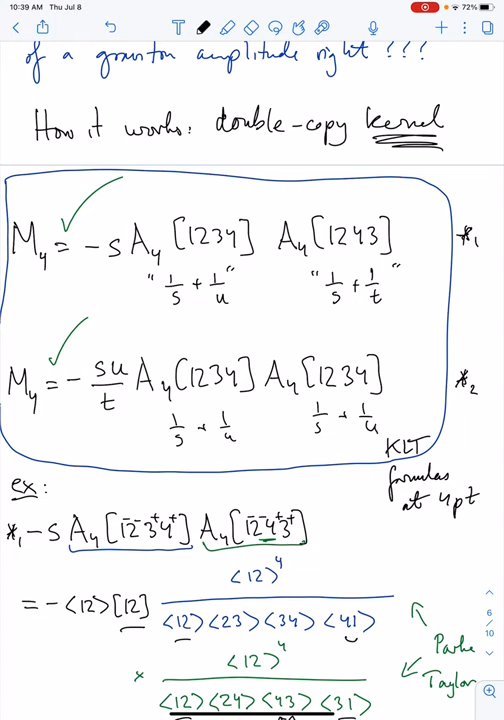 10:39 AM Thu Jul 8
72%
of a graviton amplitude right !!!
How it works: double-copy kernel
M₄ = -s A₄[1234] A₄[1243] *₁
" 1/s + 1/u " " 1/s + 1/t "
M₄ = - su/t A₄[1234] A₄[1234] *₂
1/s + 1/u 1/s + 1/u
KLT
formulas
at 4pt
ex:
*₁ -s A₄[1⁻2⁻3⁺4⁺] A₄[1⁻2⁻4⁺3⁺]
= -<12>[12] <12>⁴ / <12><23><34><41>
Parke
Taylor
× <12>⁴ / <12><24><43><31>
6
10